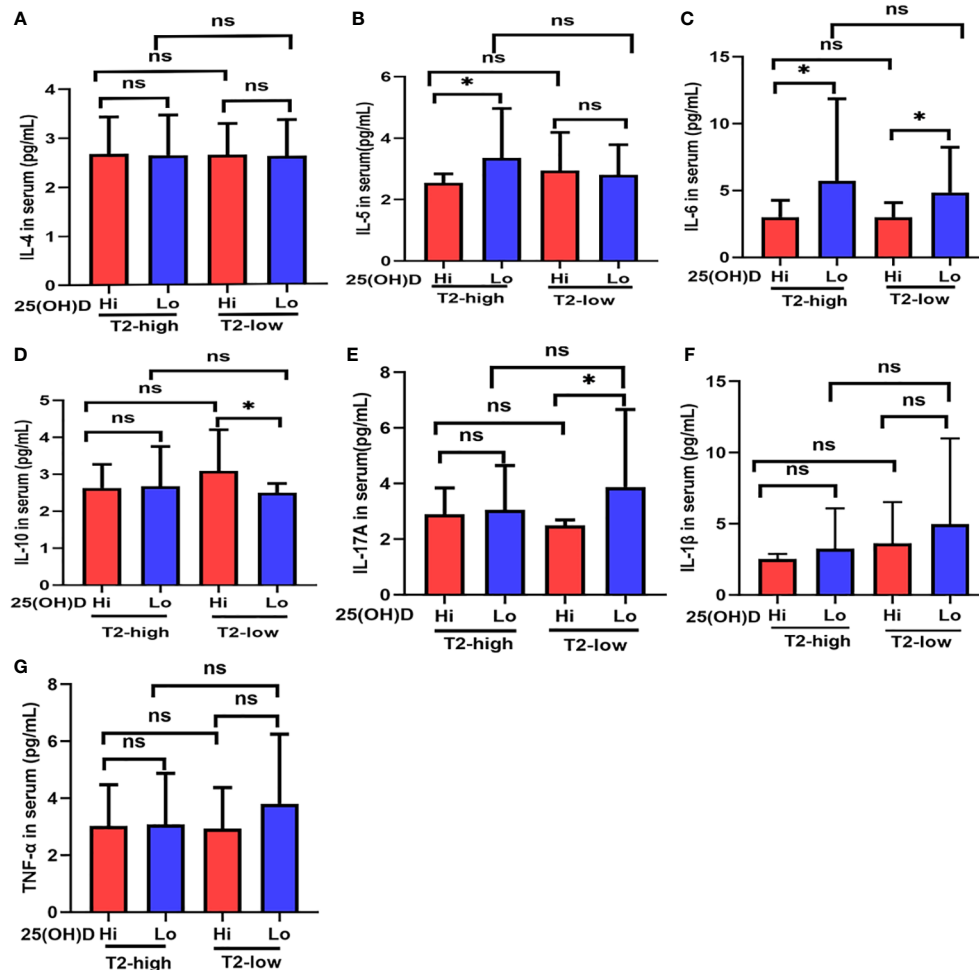 A
ns
ns
ns
ns
IL-4 in serum (pg/mL)
4
3
2
1
0
25(OH)D Hi Lo Hi Lo
T2-high T2-low
B
ns
ns
*
ns
IL-5 in serum(pg/mL)
6
4
2
0
25(OH)D Hi Lo Hi Lo
T2-high T2-low
C
ns
ns
*
*
IL-6 in serum (pg/mL)
15
10
5
0
25(OH)D Hi Lo Hi Lo
T2-high T2-low
D
ns
ns
ns
*
IL-10 in serum (pg/mL)
5
4
3
2
1
0
25(OH)D Hi Lo Hi Lo
T2-high T2-low
E
ns
ns
*
ns
IL-17A in serum(pg/mL)
8
6
4
2
0
25(OH)D Hi Lo Hi Lo
T2-high T2-low
F
ns
ns
ns
ns
IL-1β in serum (pg/mL)
15
10
5
0
25(OH)D Hi Lo Hi Lo
T2-high T2-low
G
ns
ns
ns
ns
TNF-α in serum (pg/mL)
8
6
4
2
0
25(OH)D Hi Lo Hi Lo
T2-high T2-low